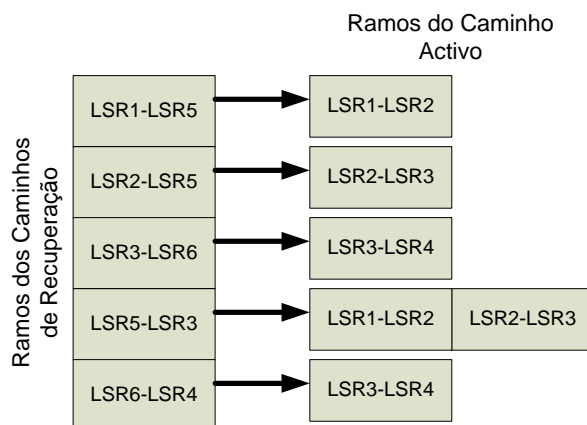 Ramos do Caminho
Activo
Ramos dos Caminhos
de Recuperação
LSR1-LSR5
LSR1-LSR2
LSR2-LSR5
LSR2-LSR3
LSR3-LSR6
LSR3-LSR4
LSR5-LSR3
LSR1-LSR2
LSR2-LSR3
LSR6-LSR4
LSR3-LSR4